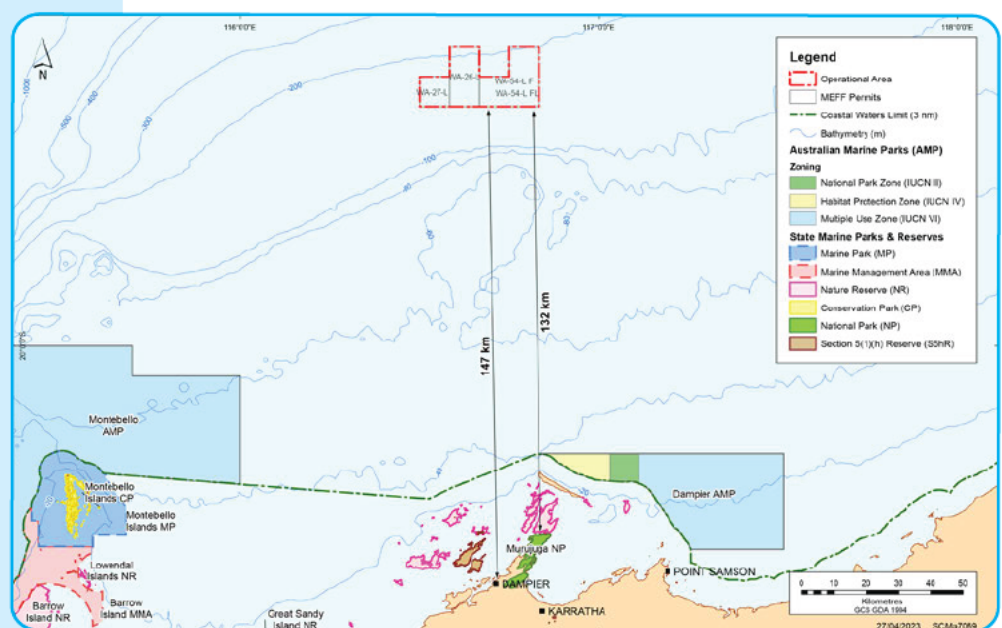 116°0'0"E
117°0'0"E
118°0'0"E
N
-1000
-400
-500
-300
-200
-100
WA-27-L
WA-54-L
WA-54-L
147 km
132 km
20°0'0"S
Montebello
AMP
Montebello
Islands CP
Montebello
Islands MP
Lowendal
Islands NR
Barrow
Island NR
Barrow
Island MMA
Great Sandy
Island NR
Murujuga NP
DAMPIER
KARRATHA
POINT SAMSON
Dampier AMP
Legend
Operational Area
MEFF Permits
Coastal Waters Limit (3 nm)
Bathymetry (m)
Australian Marine Parks (AMP)
Zoning
National Park Zone (IUCN II)
Habitat Protection Zone (IUCN IV)
Multiple Use Zone (IUCN VI)
State Marine Parks & Reserves
Marine Park (MP)
Marine Management Area (MMA)
Nature Reserve (NR)
Conservation Park (CP)
National Park (NP)
Section 5(1)(h) Reserve (S5hR)
0 10 20 30 40 50
Kilometres
GCS GDA 1994
27/04/2023